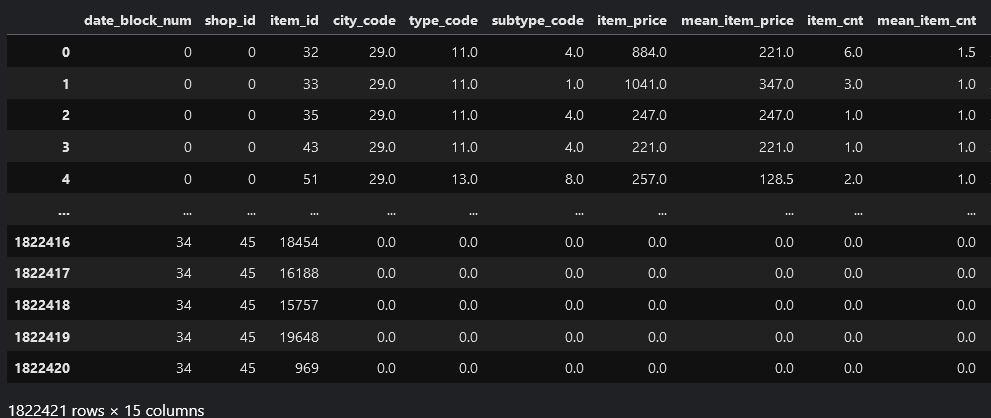 date_block_num shop_id item_id city_code type_code subtype_code item_price mean_item_price item_cnt mean_item_cnt
0 0 0 32 29.0 11.0 4.0 884.0 221.0 6.0 1.5
1 0 0 33 29.0 11.0 1.0 1041.0 347.0 3.0 1.0
2 0 0 35 29.0 11.0 4.0 247.0 247.0 1.0 1.0
3 0 0 43 29.0 11.0 4.0 221.0 221.0 1.0 1.0
4 0 0 51 29.0 13.0 8.0 257.0 128.5 2.0 1.0
... ... ... ... ... ... ... ... ... ... ...
1822416 34 45 18454 0.0 0.0 0.0 0.0 0.0 0.0 0.0
1822417 34 45 16188 0.0 0.0 0.0 0.0 0.0 0.0 0.0
1822418 34 45 15757 0.0 0.0 0.0 0.0 0.0 0.0 0.0
1822419 34 45 19648 0.0 0.0 0.0 0.0 0.0 0.0 0.0
1822420 34 45 969 0.0 0.0 0.0 0.0 0.0 0.0 0.0
1822421 rows × 15 columns